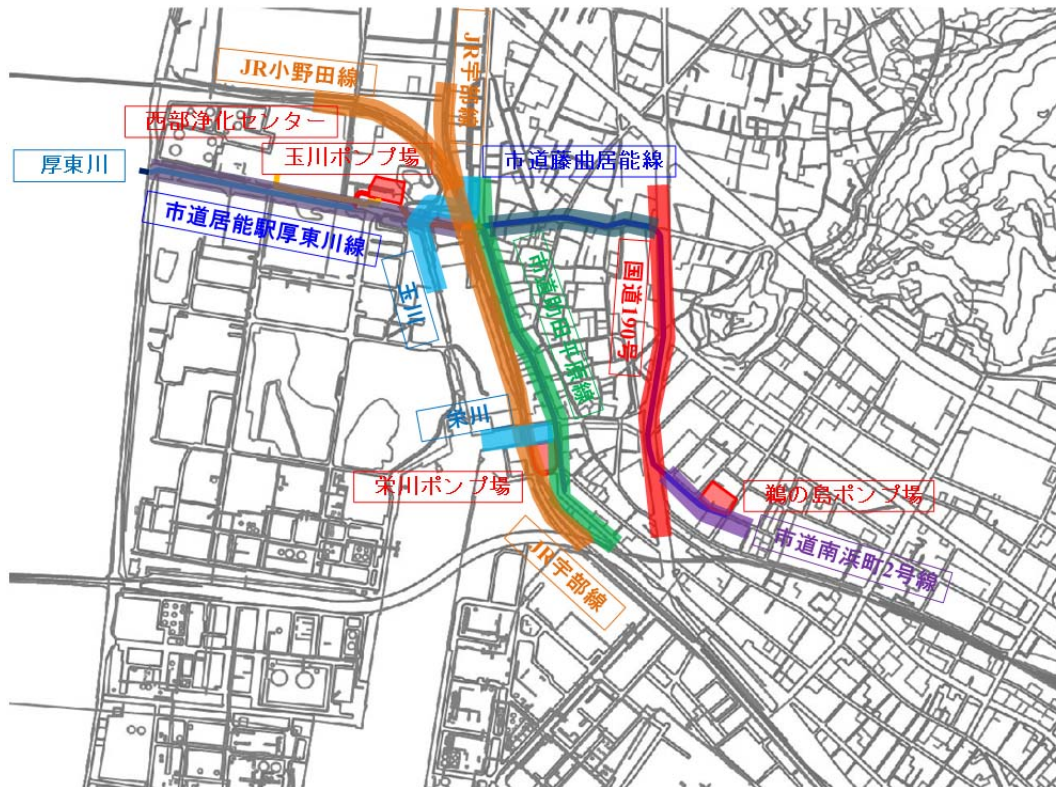 JR小野田線
JR宇部線
西部浄化センター
玉川ポンプ場
市道藤曲居能線
厚東川
市道居能駅厚東川線
玉川
市道町田平原線
国道190号
栄川
栄川ポンプ場
鵜の島ポンプ場
市道南浜町2号線
JR宇部線